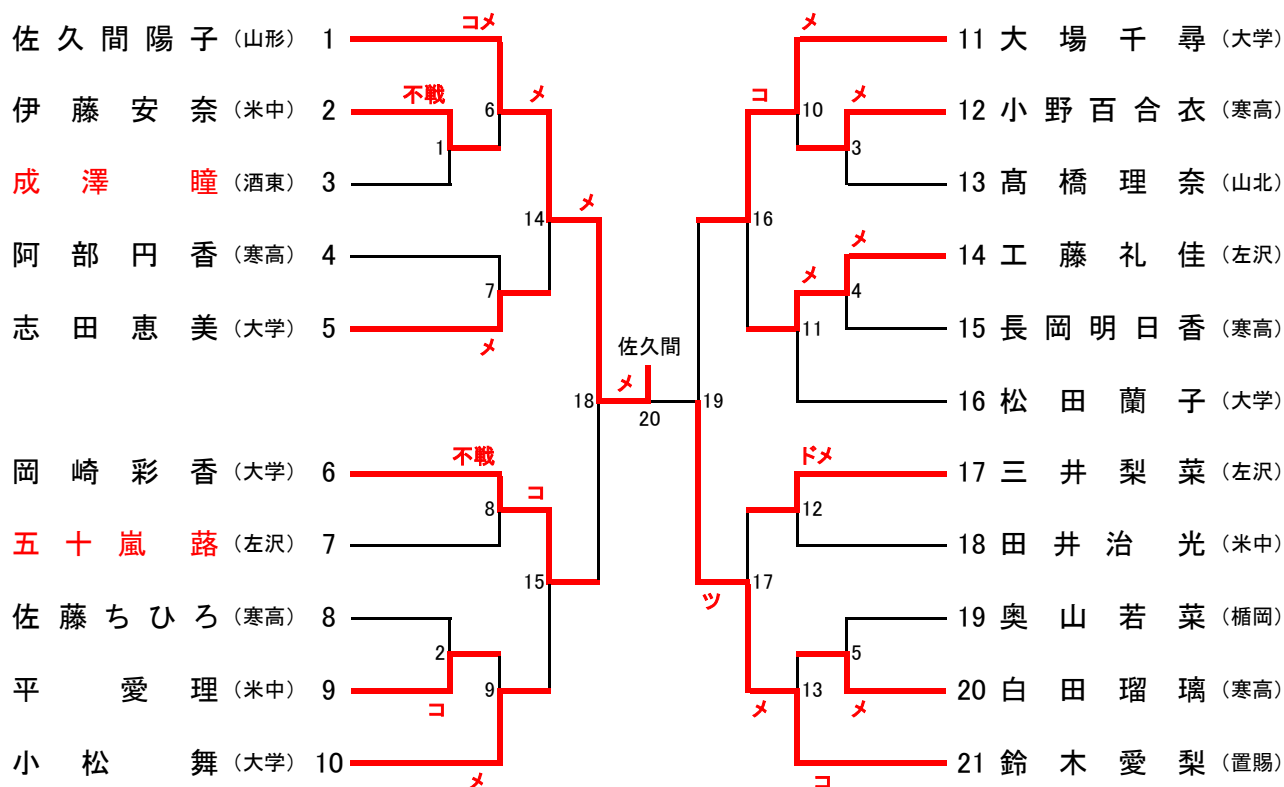 コメ
佐久間陽子 (山形) 1
不戦
メ
伊藤安奈 (米中) 2
6
1
成澤瞳 (酒東) 3
メ
14
阿部円香 (寒高) 4
7
志田恵美 (大学) 5
メ
佐久間
メ
18
20
19
岡崎彩香 (大学) 6
不戦
コ
8
五十嵐蕗 (左沢) 7
15
佐藤ちひろ (寒高) 8
2
平愛理 (米中) 9
9
コ
小松舞 (大学) 10
メ
メ
11 大場千尋 (大学)
コ
メ
10
12 小野百合衣 (寒高)
3
13 髙橋理奈 (山北)
16
メ
14 工藤礼佳 (左沢)
メ
4
11
15 長岡明日香 (寒高)
16 松田蘭子 (大学)
ドメ
17 三井梨菜 (左沢)
12
18 田井治光 (米中)
17
ツ
19 奥山若菜 (楯岡)
5
13
20 白田瑠璃 (寒高)
メ
メ
21 鈴木愛梨 (置賜)
コ